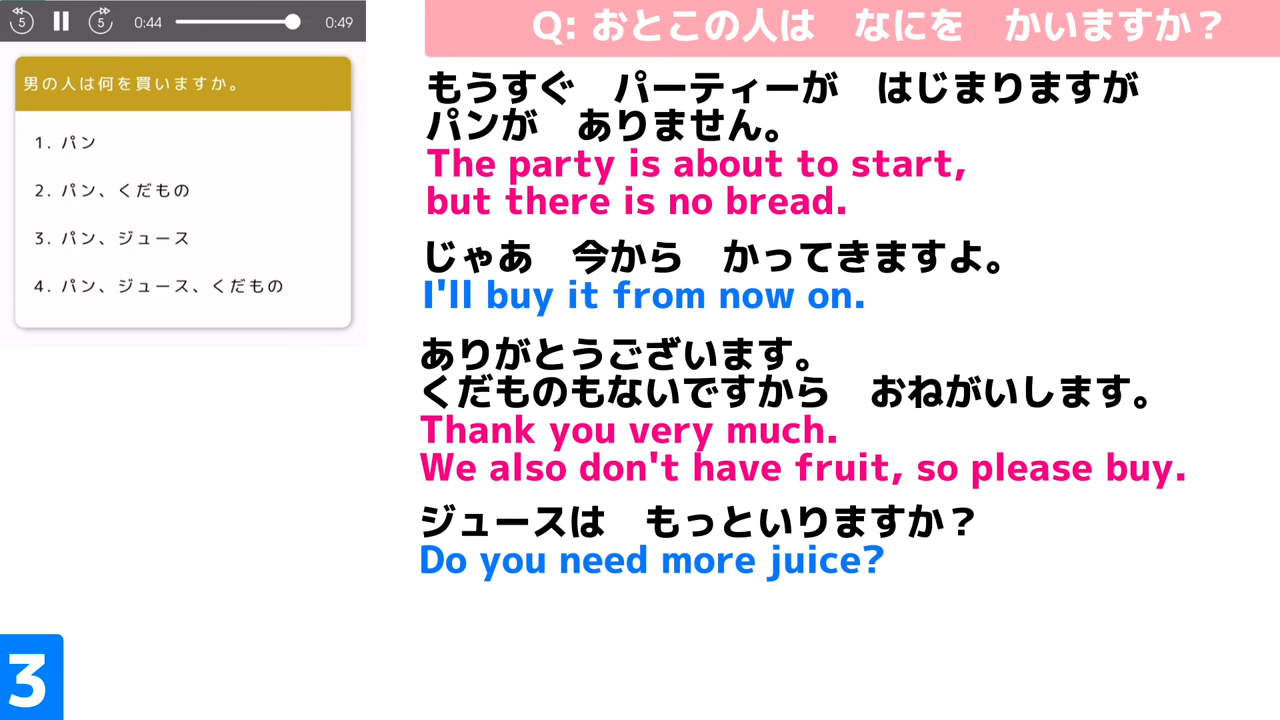 5
5
0:44
0:49
男の人は何を買いますか。
1. パン
2. パン、くだもの
3. パン、ジュース
4. パン、ジュース、くだもの
Q: おとこの人は　なにを　かいますか？
もうすぐ　パーティーが　はじまりますが
パンが　ありません。
The party is about to start,
but there is no bread.
じゃあ　今から　かってきますよ。
I'll buy it from now on.
ありがとうございます。
くだものもないですから　おねがいします。
Thank you very much.
We also don't have fruit, so please buy.
ジュースは　もっといりますか？
Do you need more juice?
3